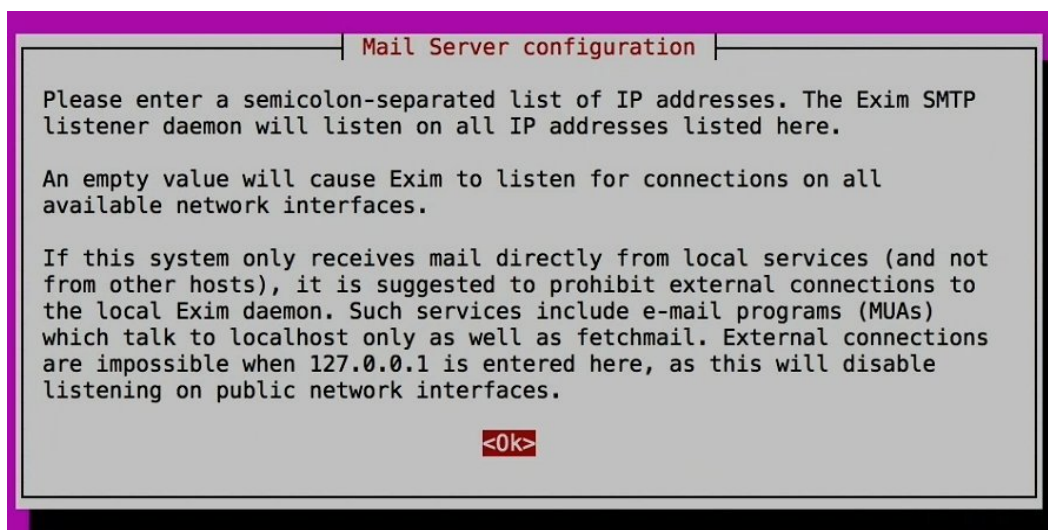 Mail Server configuration
Please enter a semicolon-separated list of IP addresses. The Exim SMTP
listener daemon will listen on all IP addresses listed here.
An empty value will cause Exim to listen for connections on all
available network interfaces.
If this system only receives mail directly from local services (and not
from other hosts), it is suggested to prohibit external connections to
the local Exim daemon. Such services include e-mail programs (MUAs)
which talk to localhost only as well as fetchmail. External connections
are impossible when 127.0.0.1 is entered here, as this will disable
listening on public network interfaces.
<Ok>